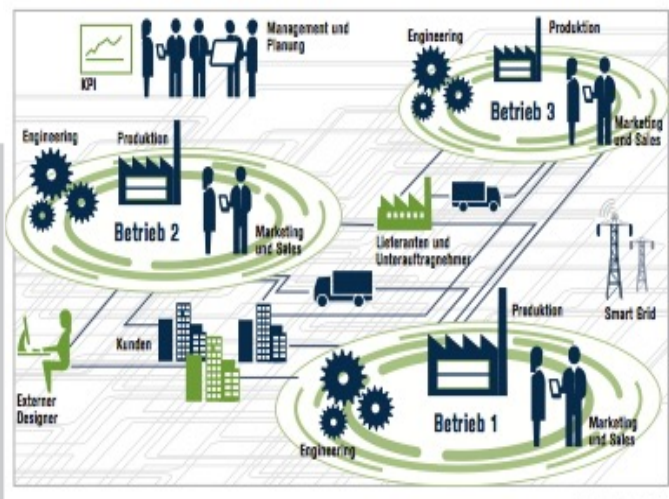 Management und
Planung
KPI
Engineering
Produktion
Betrieb 3
Marketing
und Sales
Engineering
Produktion
Betrieb 2
Marketing
und Sales
Lieferanten und
Unterauftragnehmer
Smart Grid
Kunden
Externer
Designer
Produktion
Betrieb 1
Engineering
Marketing
und Sales